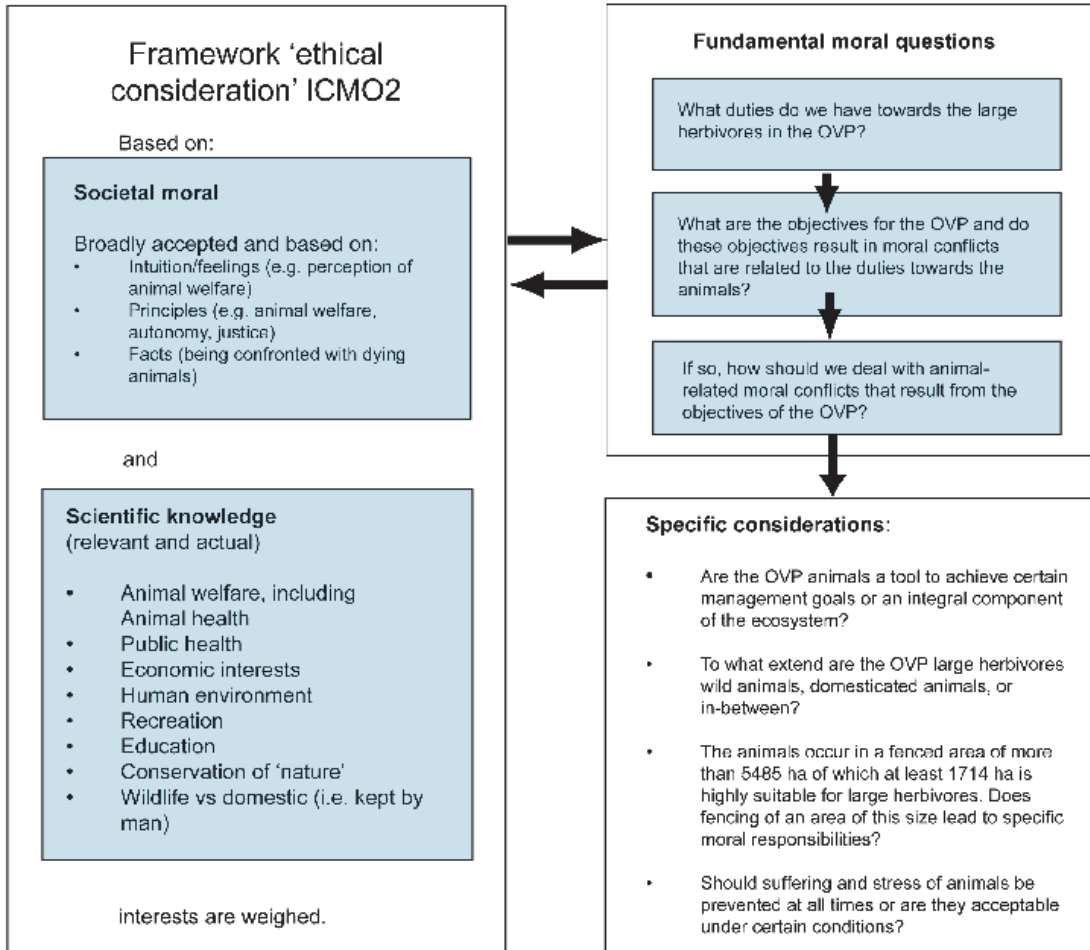 Framework ‘ethical
consideration’ ICMO2
Based on:
Societal moral
Broadly accepted and based on:
• Intuition/feelings (e.g. perception of
animal welfare)
• Principles (e.g. animal welfare,
autonomy, justice)
• Facts (being confronted with dying
animals)
and
Scientific knowledge
(relevant and actual)
• Animal welfare, including
Animal health
• Public health
• Economic interests
• Human environment
• Recreation
• Education
• Conservation of ‘nature’
• Wildlife vs domestic (i.e. kept by
man)
interests are weighed.
Fundamental moral questions
What duties do we have towards the large
herbivores in the OVP?
What are the objectives for the OVP and do
these objectives result in moral conflicts
that are related to the duties towards the
animals?
If so, how should we deal with animal-
related moral conflicts that result from the
objectives of the OVP?
Specific considerations:
• Are the OVP animals a tool to achieve certain
management goals or an integral component
of the ecosystem?
• To what extend are the OVP large herbivores
wild animals, domesticated animals, or
in-between?
• The animals occur in a fenced area of more
than 5485 ha of which at least 1714 ha is
highly suitable for large herbivores. Does
fencing of an area of this size lead to specific
moral responsibilities?
• Should suffering and stress of animals be
prevented at all times or are they acceptable
under certain conditions?